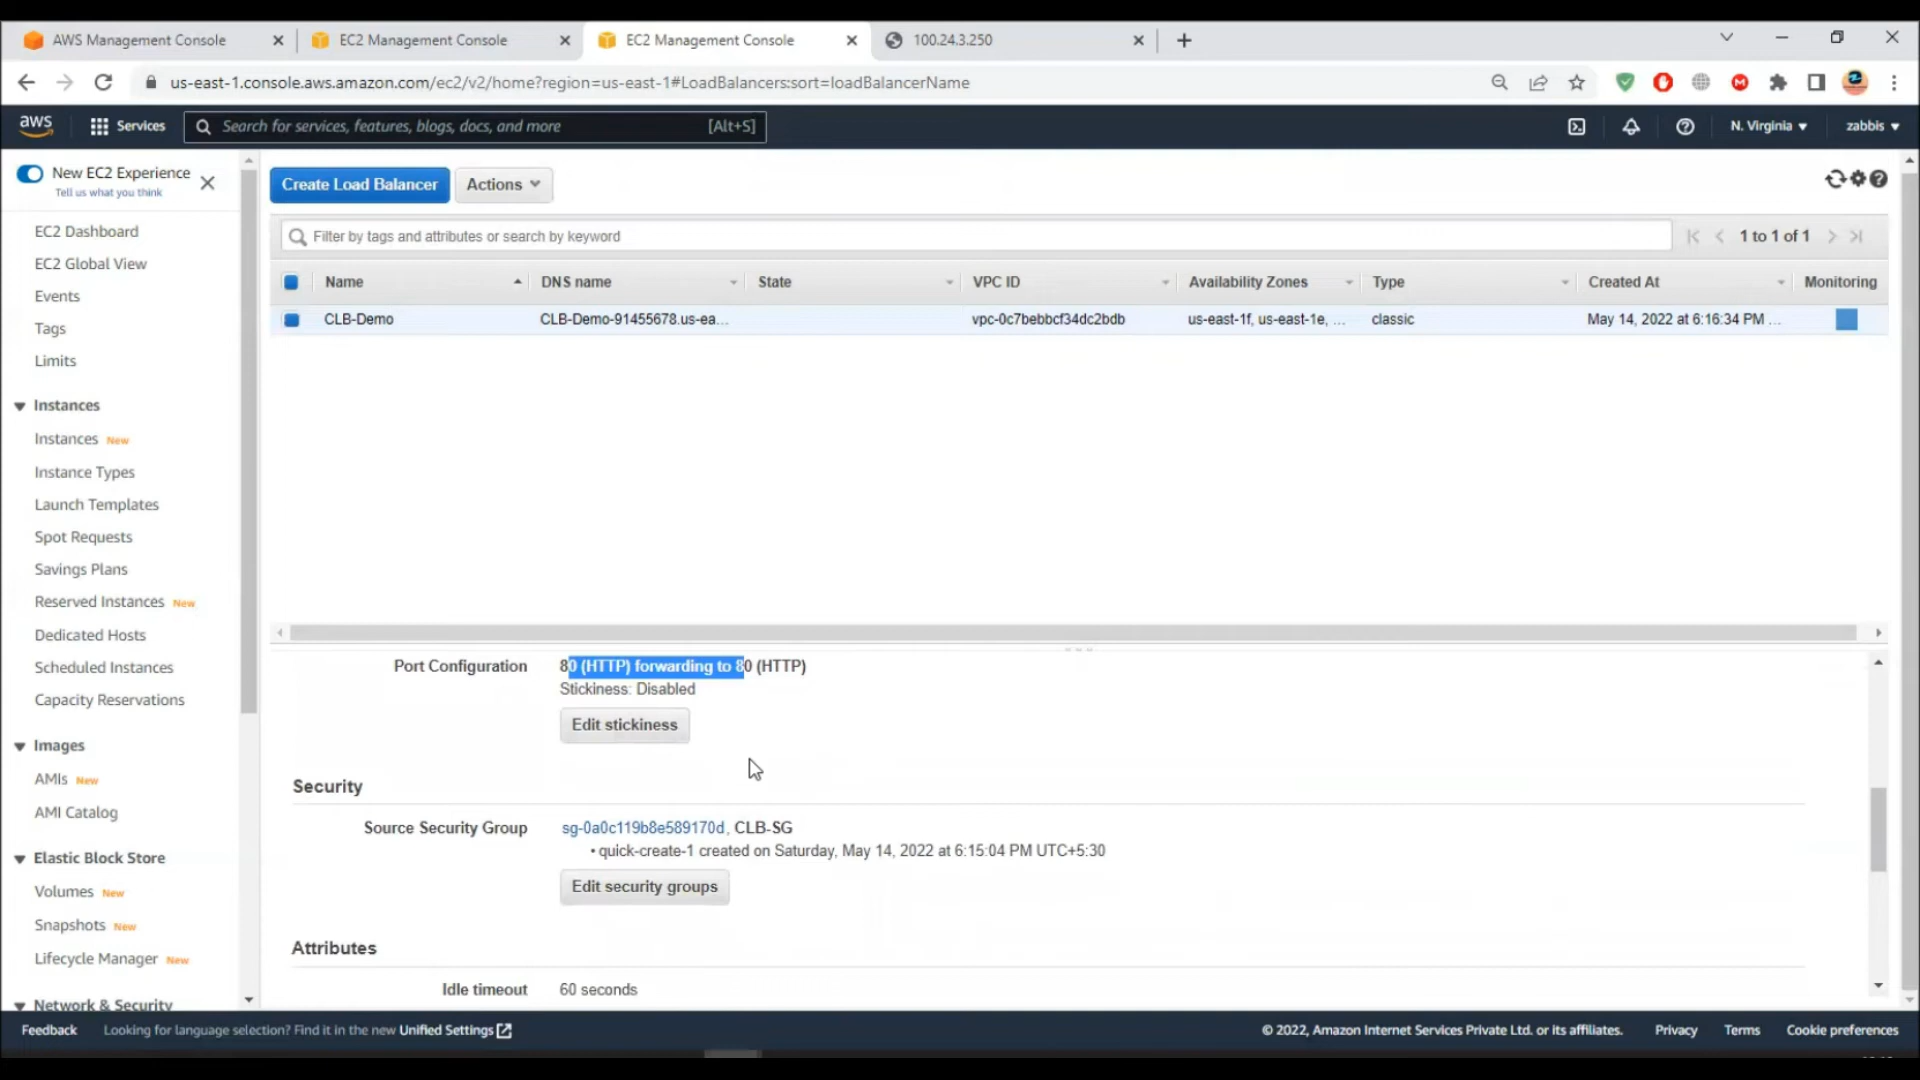 AWS Management Console
EC2 Management Console
EC2 Management Console
100.24.3.250
us-east-1.console.aws.amazon.com/ec2/v2/home?region=us-east-1#LoadBalancers:sort=loadBalancerName
aws
Services
Search for services, features, blogs, docs, and more
[Alt+S]
N. Virginia
zabbis
New EC2 Experience
Tell us what you think
EC2 Dashboard
EC2 Global View
Events
Tags
Limits
Instances
Instances New
Instance Types
Launch Templates
Spot Requests
Savings Plans
Reserved Instances New
Dedicated Hosts
Scheduled Instances
Capacity Reservations
Images
AMIs New
AMI Catalog
Elastic Block Store
Volumes New
Snapshots New
Lifecycle Manager New
Network & Security
Create Load Balancer
Actions
Filter by tags and attributes or search by keyword
1 to 1 of 1
Name DNS name State VPC ID Availability Zones Type Created At Monitoring
CLB-Demo CLB-Demo-91455678.us-ea... vpc-0c7bebbcf34dc2bdb us-east-1f, us-east-1e, ... classic May 14, 2022 at 6:16:34 PM ...
Port Configuration 80 (HTTP) forwarding to 80 (HTTP)
Stickiness: Disabled
Edit stickiness
Security
Source Security Group sg-0a0c119b8e589170d, CLB-SG
• quick-create-1 created on Saturday, May 14, 2022 at 6:15:04 PM UTC+5:30
Edit security groups
Attributes
Idle timeout 60 seconds
Feedback
Looking for language selection? Find it in the new Unified Settings
© 2022, Amazon Internet Services Private Ltd. or its affiliates.
Privacy
Terms
Cookie preferences